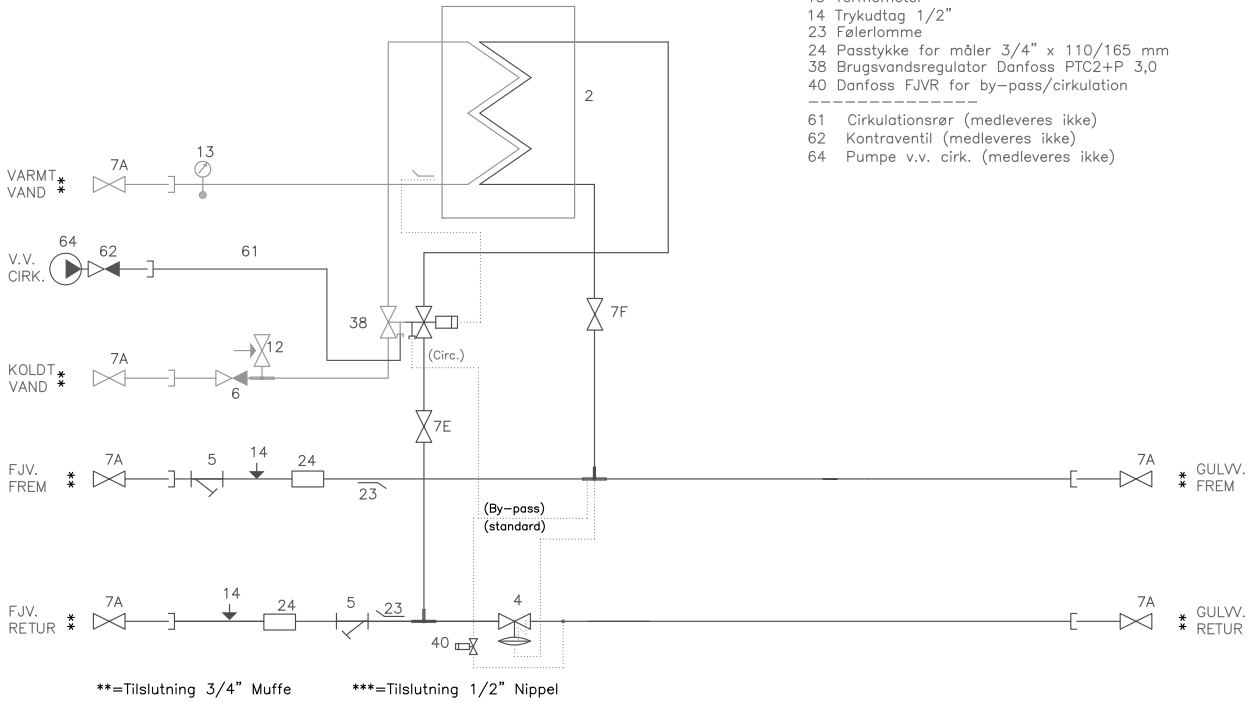 14 Trykudtag 1/2"
23 Følerlomme
24 Passtykke for måler 3/4" x 110/165 mm
38 Brugsvandsregulator Danfoss PTC2+P 3,0
40 Danfoss FJVR for by-pass/cirkulation
61 Cirkulationsrør (medleveres ikke)
62 Kontraventil (medleveres ikke)
64 Pumpe v.v. cirk. (medleveres ikke)
2
VARMT **
VAND
7A
13
V.V.
CIRK.
64
62
61
38
7F
(Circ.)
KOLDT **
VAND
7A
6
12
7E
FJV. **
FREM
7A
5
14
24
23
(By-pass)
(standard)
7A
** GULVV.
FREM
FJV. **
RETUR
7A
14
24
5
23
4
40
7A
** GULVV.
RETUR
**=Tilslutning 3/4" Muffe
***=Tilslutning 1/2" Nippel